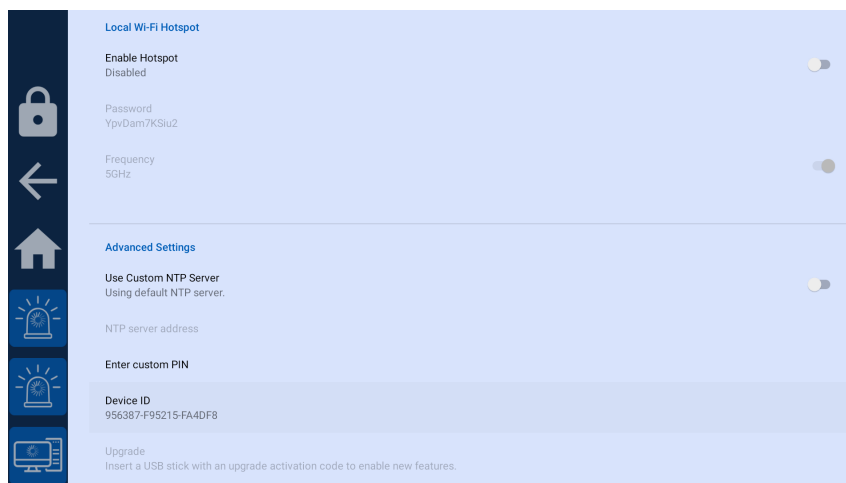 Local Wi-Fi Hotspot
Enable Hotspot
Disabled
Password
YpvDam7KSiu2
Frequency
5GHz
Advanced Settings
Use Custom NTP Server
Using default NTP server.
NTP server address
Enter custom PIN
Device ID
956387-F95215-FA4DF8
Upgrade
Insert a USB stick with an upgrade activation code to enable new features.